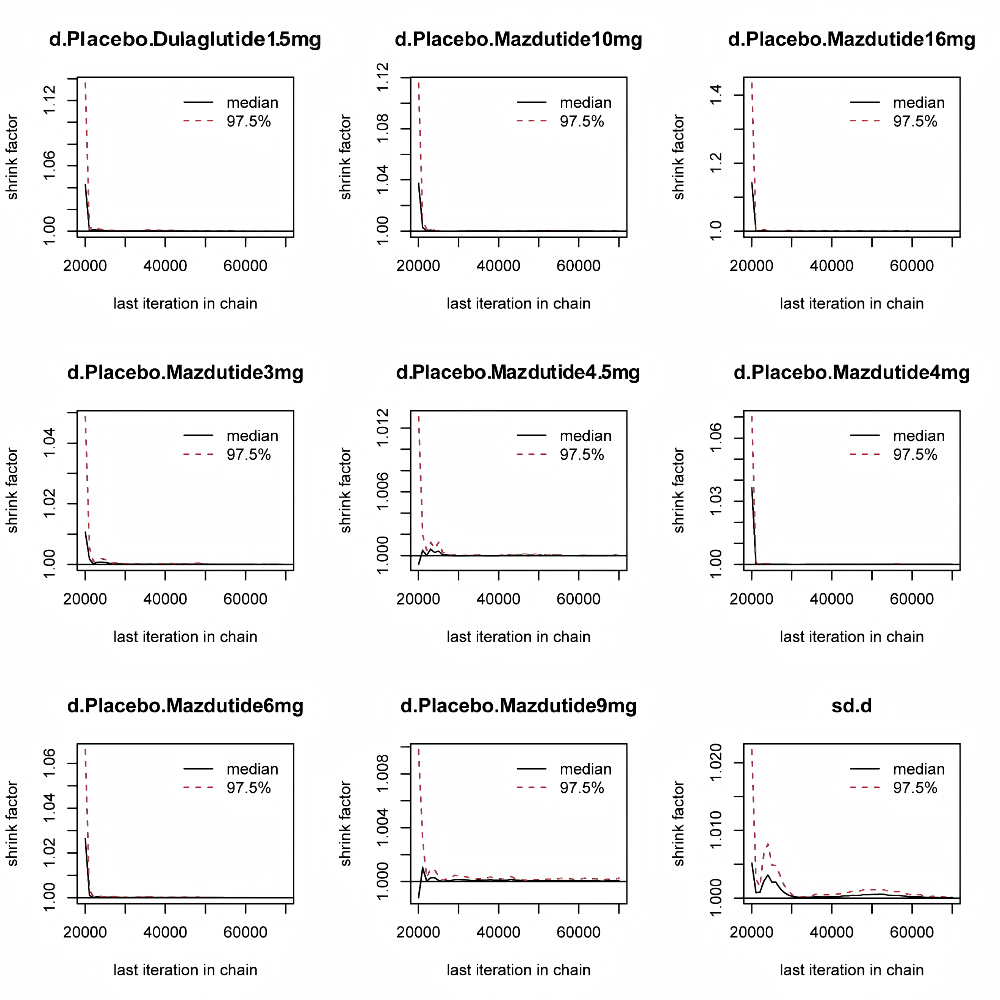 d.Placebo.Dulaglutide1.5mg
1.00 1.06 1.12
shrink factor
median
97.5%
20000 40000 60000
last iteration in chain
d.Placebo.Mazdutide10mg
1.00 1.04 1.08 1.12
shrink factor
median
97.5%
20000 40000 60000
last iteration in chain
d.Placebo.Mazdutide16mg
1.0 1.2 1.4
shrink factor
median
97.5%
20000 40000 60000
last iteration in chain
d.Placebo.Mazdutide3mg
1.00 1.02 1.04
shrink factor
median
97.5%
20000 40000 60000
last iteration in chain
d.Placebo.Mazdutide4.5mg
1.000 1.006 1.012
shrink factor
median
97.5%
20000 40000 60000
last iteration in chain
d.Placebo.Mazdutide4mg
1.00 1.03 1.06
shrink factor
median
97.5%
20000 40000 60000
last iteration in chain
d.Placebo.Mazdutide6mg
1.00 1.02 1.04 1.06
shrink factor
median
97.5%
20000 40000 60000
last iteration in chain
d.Placebo.Mazdutide9mg
1.000 1.004 1.008
shrink factor
median
97.5%
20000 40000 60000
last iteration in chain
sd.d
1.000 1.010 1.020
shrink factor
median
97.5%
20000 40000 60000
last iteration in chain